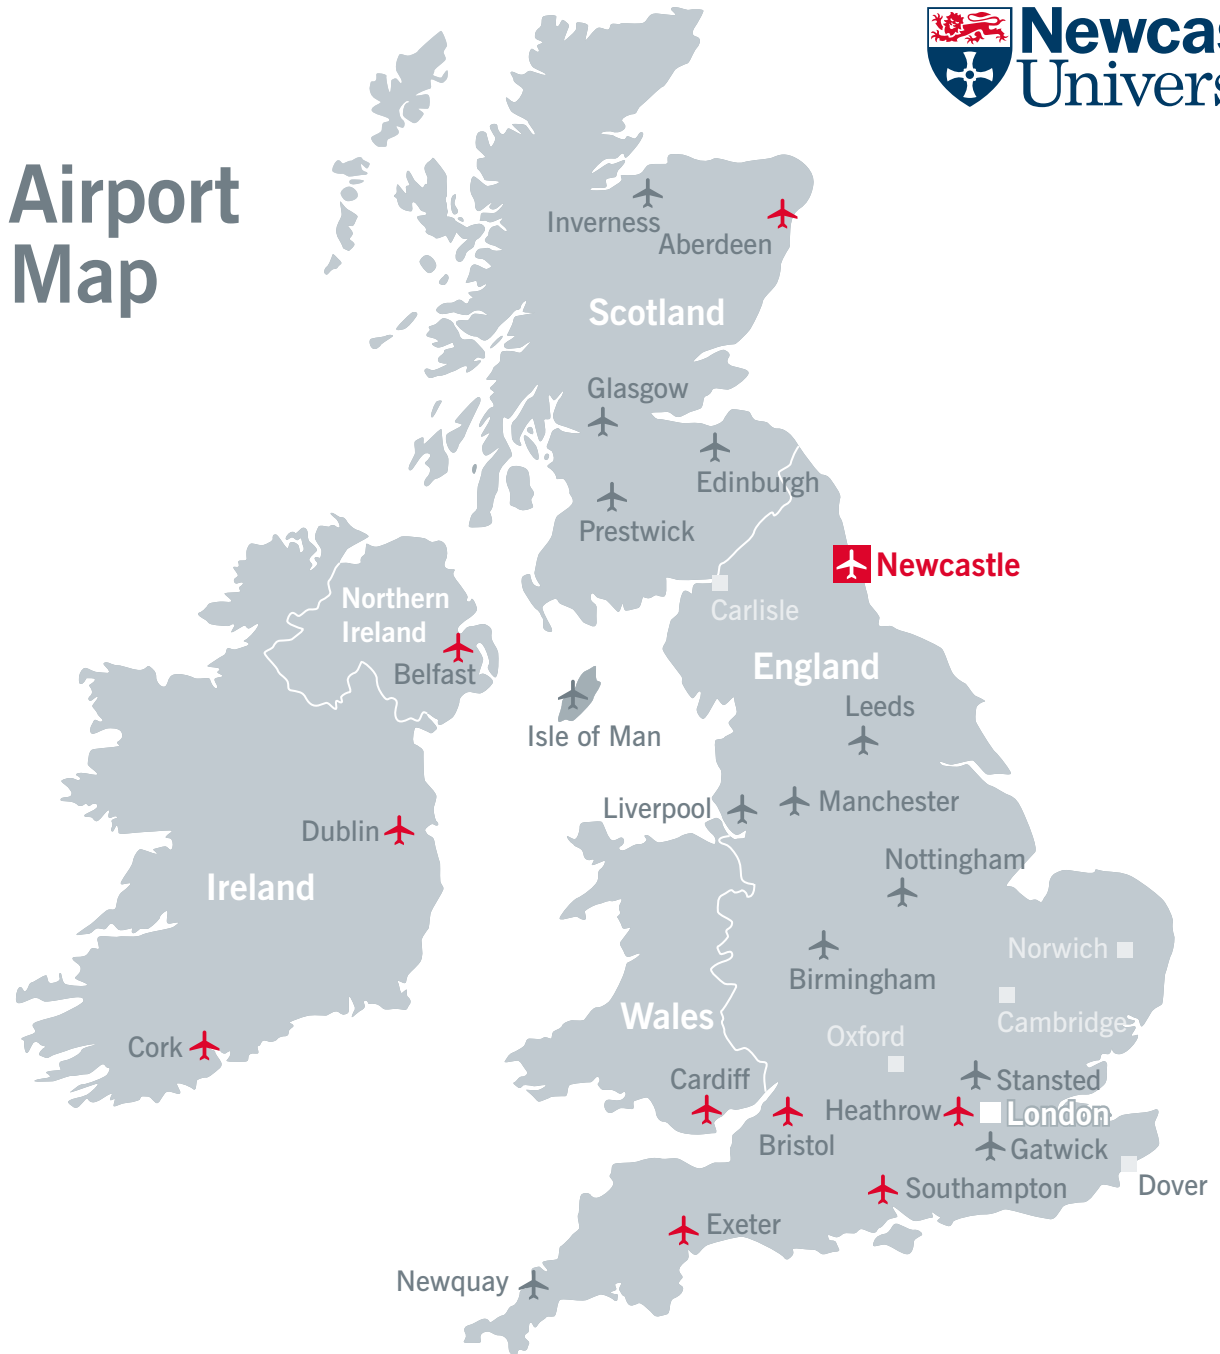 Newcas
Univers
Airport
Map
Inverness
Aberdeen
Scotland
Glasgow
Edinburgh
Prestwick
Newcastle
Northern
Ireland
Carlisle
Belfast
England
Leeds
Isle of Man
Liverpool
Manchester
Dublin
Nottingham
Ireland
Norwich
Birmingham
Wales
Cambridge
Oxford
Cork
Cardiff
Stansted
Heathrow
London
Bristol
Gatwick
Southampton
Dover
Exeter
Newquay